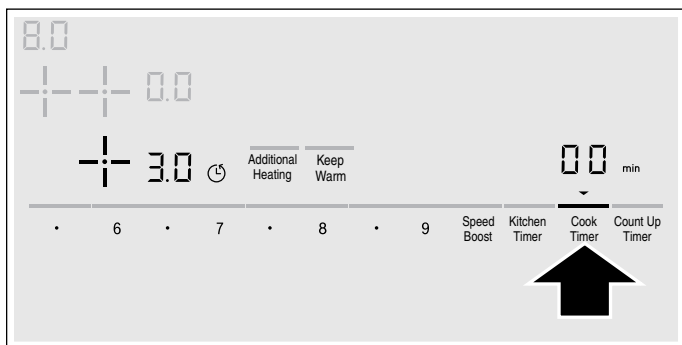 8.0
0.0
3.0 Additional Heating Keep Warm 00 min
· 6 · 7 · 8 · 9 Speed Boost Kitchen Timer Cook Timer Count Up Timer